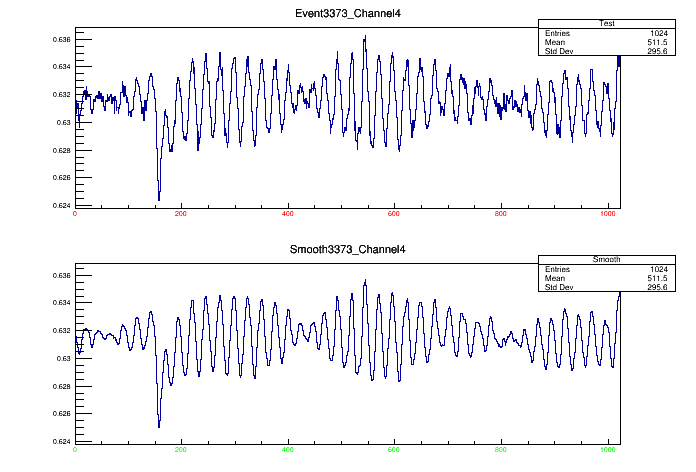 Event3373_Channel4
Test
Entries 1024
Mean 511.5
Std Dev 295.6
0.636
0.634
0.632
0.63
0.628
0.626
0.624
0 200 400 600 800 1000
Smooth3373_Channel4
Smooth
Entries 1024
Mean 511.5
Std Dev 295.6
0.636
0.634
0.632
0.63
0.628
0.626
0.624
0 200 400 600 800 1000